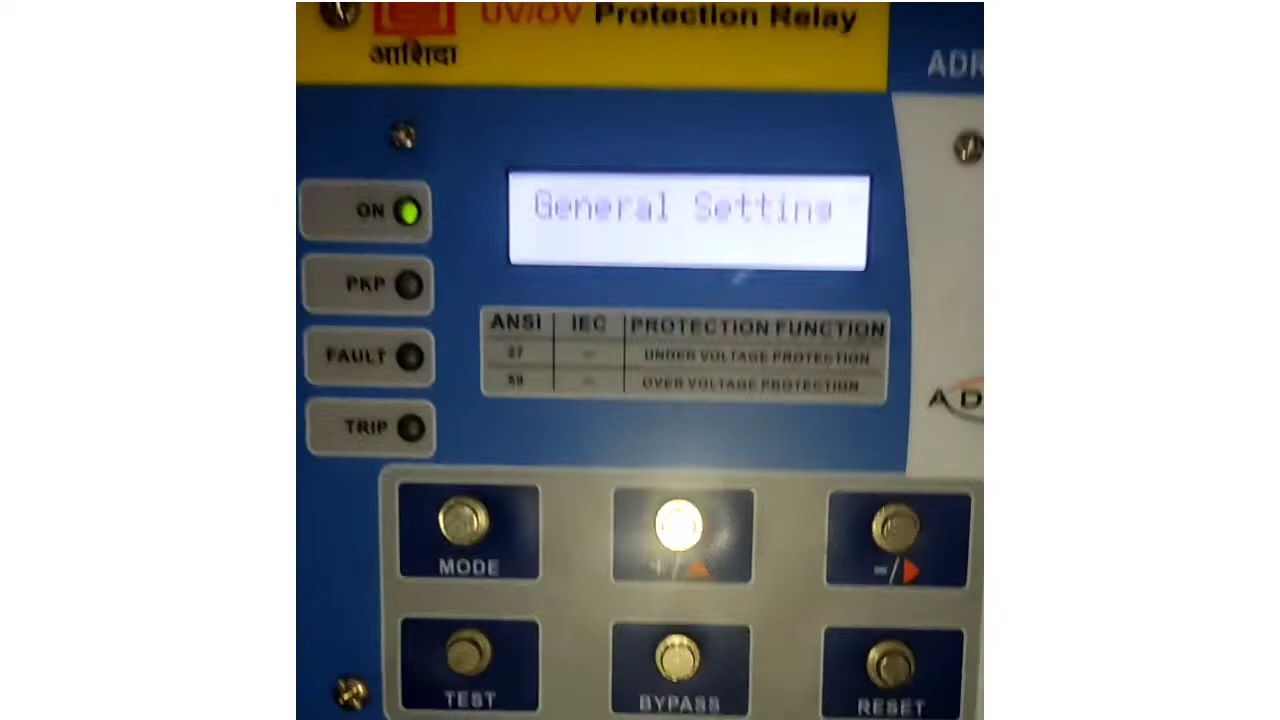 UV/OV Protection Relay
आशिदा
ADR
ON
General Setting
PKP
FAULT
TRIP
ANSI IEC PROTECTION FUNCTION
27 – UNDER VOLTAGE PROTECTION
59 – OVER VOLTAGE PROTECTION
AD
MODE
+/▲
-/▶
TEST
BYPASS
RESET